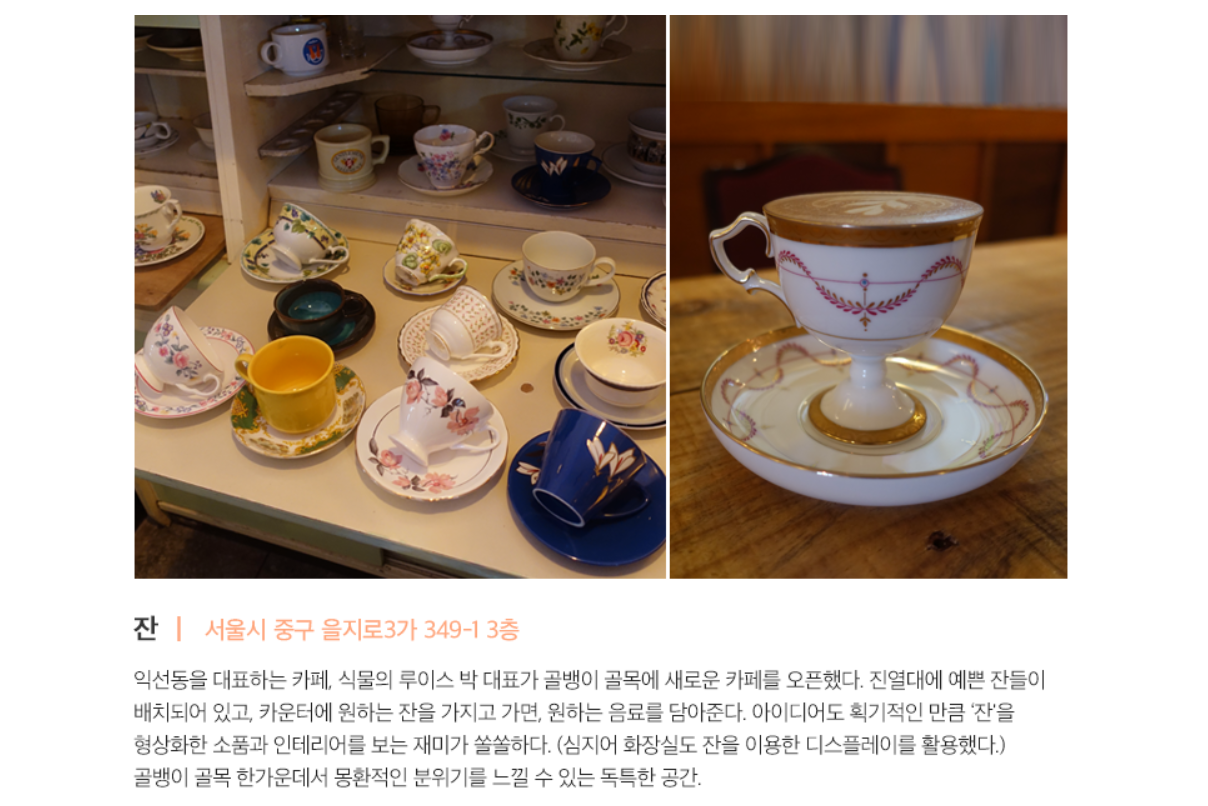 잔 | 서울시 중구 을지로3가 349-1 3층
익선동을 대표하는 카페, 식물의 루이스 박 대표가 골뱅이 골목에 새로운 카페를 오픈했다. 진열대에 예쁜 잔들이
배치되어 있고, 카운터에 원하는 잔을 가지고 가면, 원하는 음료를 담아준다. 아이디어도 획기적인 만큼 ‘잔’을
형상화한 소품과 인테리어를 보는 재미가 쏠쏠하다. (심지어 화장실도 잔을 이용한 디스플레이를 활용했다.)
골뱅이 골목 한가운데서 몽환적인 분위기를 느낄 수 있는 독특한 공간.